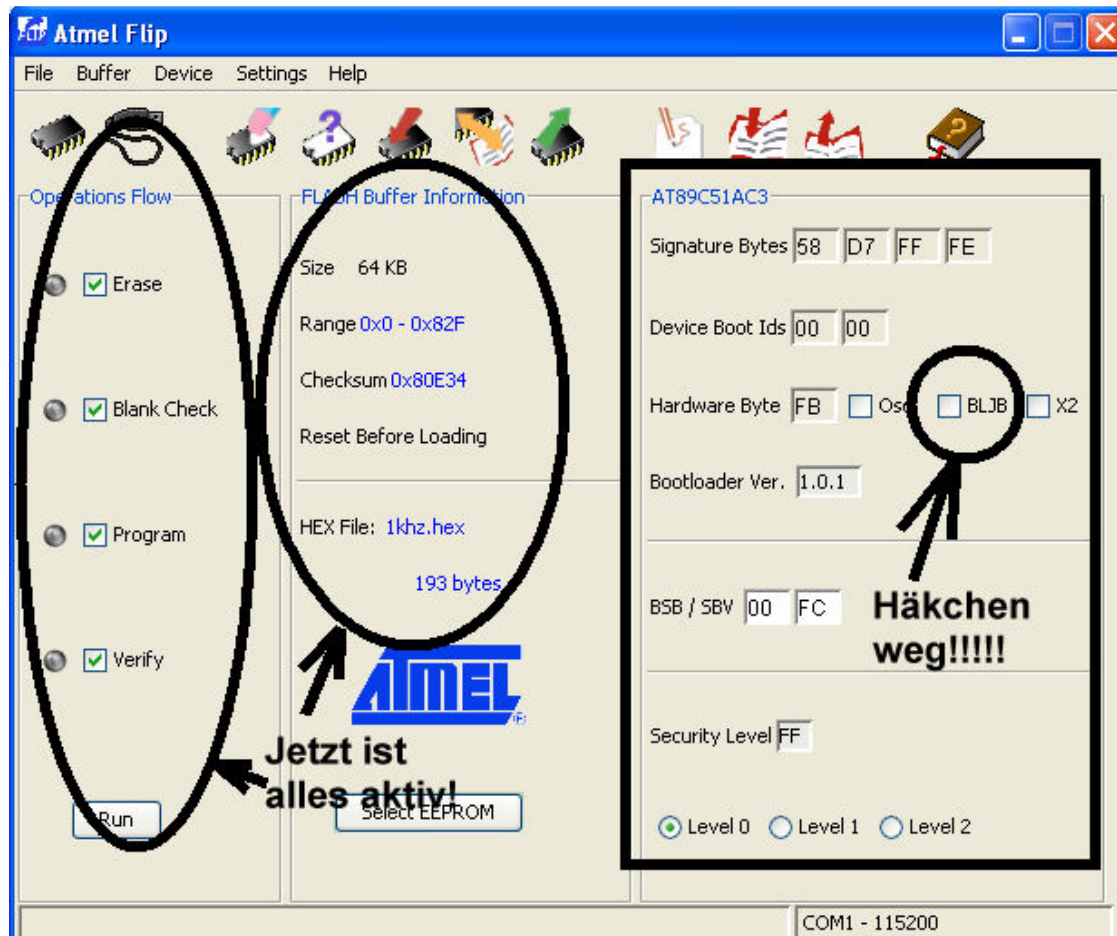 Atmel Flip
File Buffer Device Settings Help
Operations Flow
Erase
Blank Check
Program
Verify
Run
FLASH Buffer Information
Size 64 KB
Range 0x0 - 0x82F
Checksum 0x80E34
Reset Before Loading
HEX File: 1khz.hex
193 bytes
ATMEL
Jetzt ist
alles aktiv!
Select EEPROM
AT89C51AC3
Signature Bytes 58 D7 FF FE
Device Boot Ids 00 00
Hardware Byte FB Osc BLJB X2
Bootloader Ver. 1.0.1
BSB / SBV 00 FC
Häkchen
weg!!!!!
Security Level FF
Level 0 Level 1 Level 2
COM1 - 115200